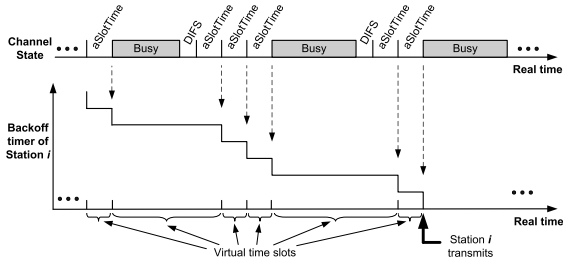 aSlotTime
DIFS
aSlotTime
aSlotTime
aSlotTime
DIFS
aSlotTime
aSlotTime
Channel
State
Busy
Busy
Busy
Real time
Backoff
timer of
Station i
Real time
Virtual time slots
Station i
transmits